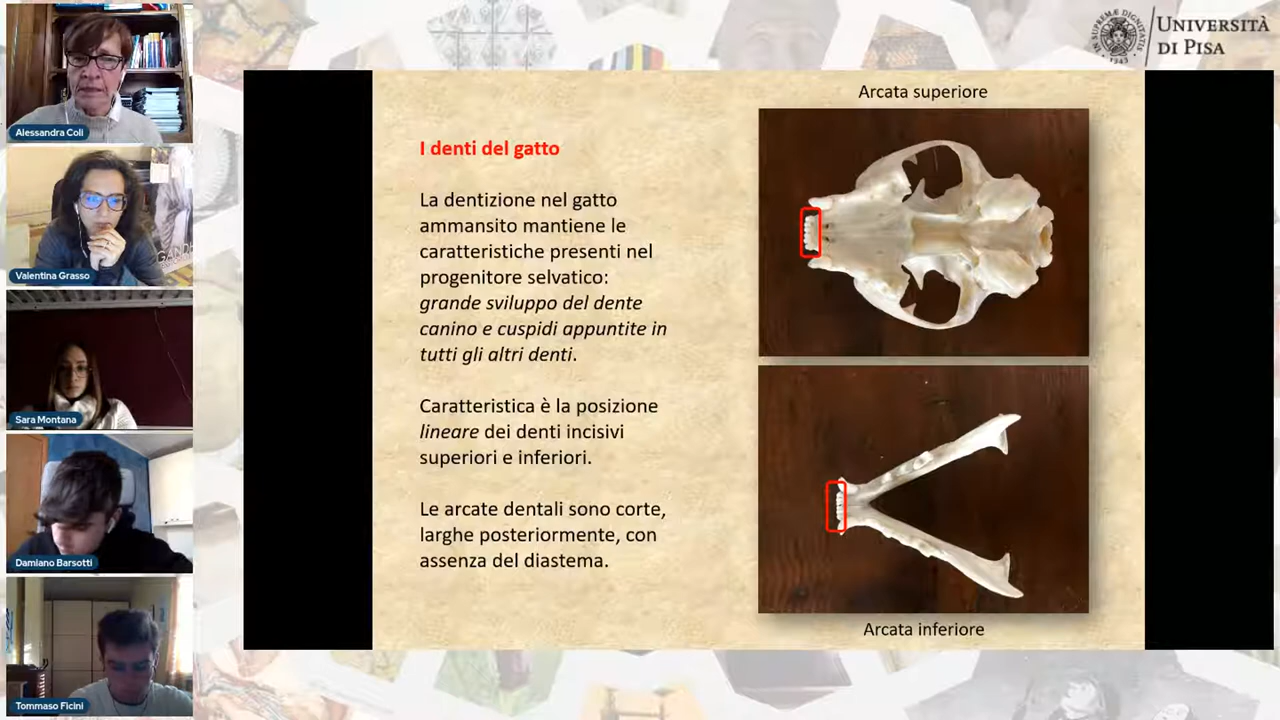 UNIVERSITÀ
DI PISA
Arcata superiore
I denti del gatto
La dentizione nel gatto
ammansito mantiene le
caratteristiche presenti nel
progenitore selvatico:
grande sviluppo del dente
canino e cuspidi appuntite in
tutti gli altri denti.
Caratteristica è la posizione
lineare dei denti incisivi
superiori e inferiori.
Le arcate dentali sono corte,
larghe posteriormente, con
assenza del diastema.
Arcata inferiore
Alessandra Coli
Valentina Grasso
Sara Montana
Damiano Barsotti
Tommaso Ficini